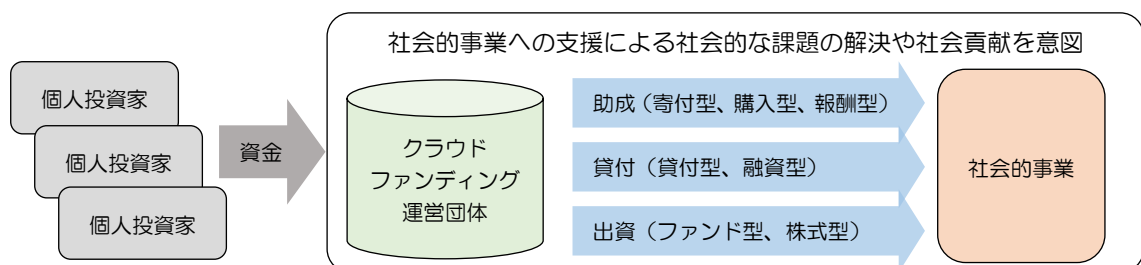 社会的事業への支援による社会的な課題の解決や社会貢献を意図
個人投資家
個人投資家
個人投資家
資金
クラウド
ファンディング
運営団体
助成（寄付型、購入型、報酬型）
貸付（貸付型、融資型）
出資（ファンド型、株式型）
社会的事業